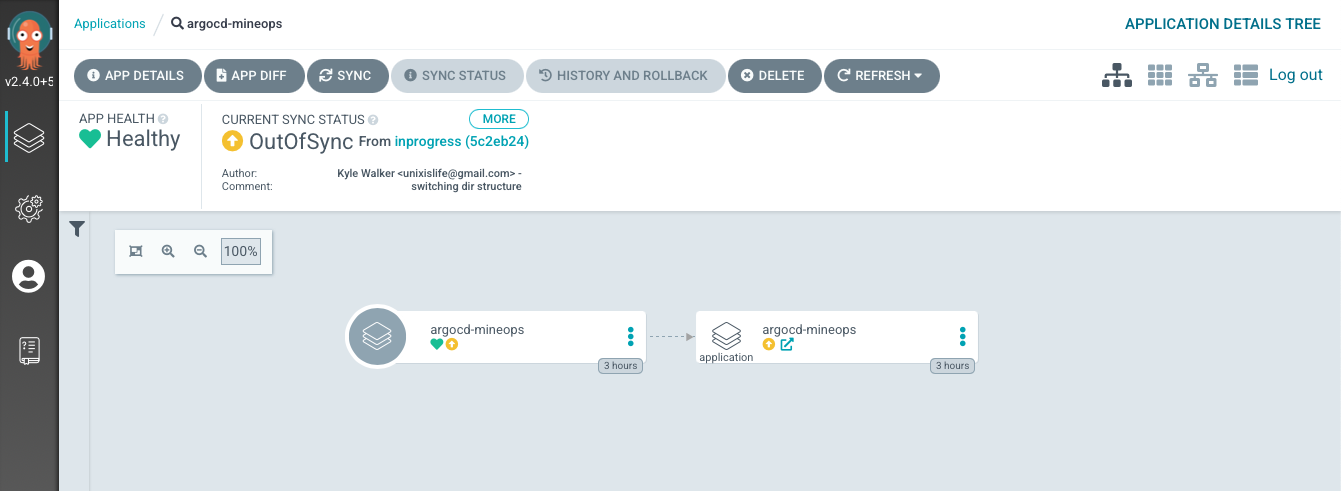 Applications
argocd-mineops
APPLICATION DETAILS TREE
v2.4.0+5
APP DETAILS
APP DIFF
SYNC
SYNC STATUS
HISTORY AND ROLLBACK
DELETE
REFRESH
Log out
APP HEALTH
Healthy
CURRENT SYNC STATUS
MORE
OutOfSync From inprogress (5c2eb24)
Author: Kyle Walker <unixislife@gmail.com> -
Comment: switching dir structure
100%
argocd-mineops
3 hours
argocd-mineops
application
3 hours